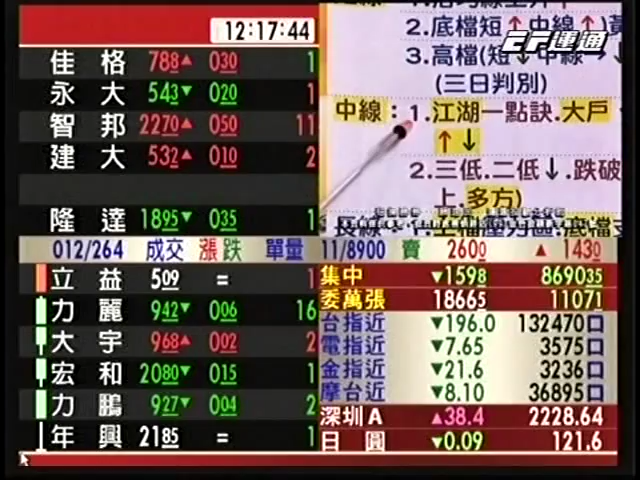 12:17:44
佳格 788▲ 030 1
永大 543▼ 020 1
智邦 2270▲ 050 11
建大 532▲ 010 2
隆達 1895▼ 035 1
012/264 成交 漲跌 單量
立益 509 = 1
力麗 942▼ 006 16
大宇 968▲ 002 2
宏和 2080▼ 015 1
力鵬 927▼ 004 2
年興 2185 = 1
2.底檔短↑中線↑)
運通
3.高檔(短↓中線→
(三日判別)
中線:1.江湖一點訣.大戶
↑↓
2.三低.二低↓.跌破
上.多方)
11/8900 賣 2600 ▲ 1430
集中 ▼1598 869035
委萬張 18665 11071
台指近 ▼196.0 132470口
電指近 ▼7.65 3575口
金指近 ▼21.6 3236口
摩台近 ▼8.10 36895口
深圳A ▲38.4 2228.64
日圓 ▼0.09 121.6